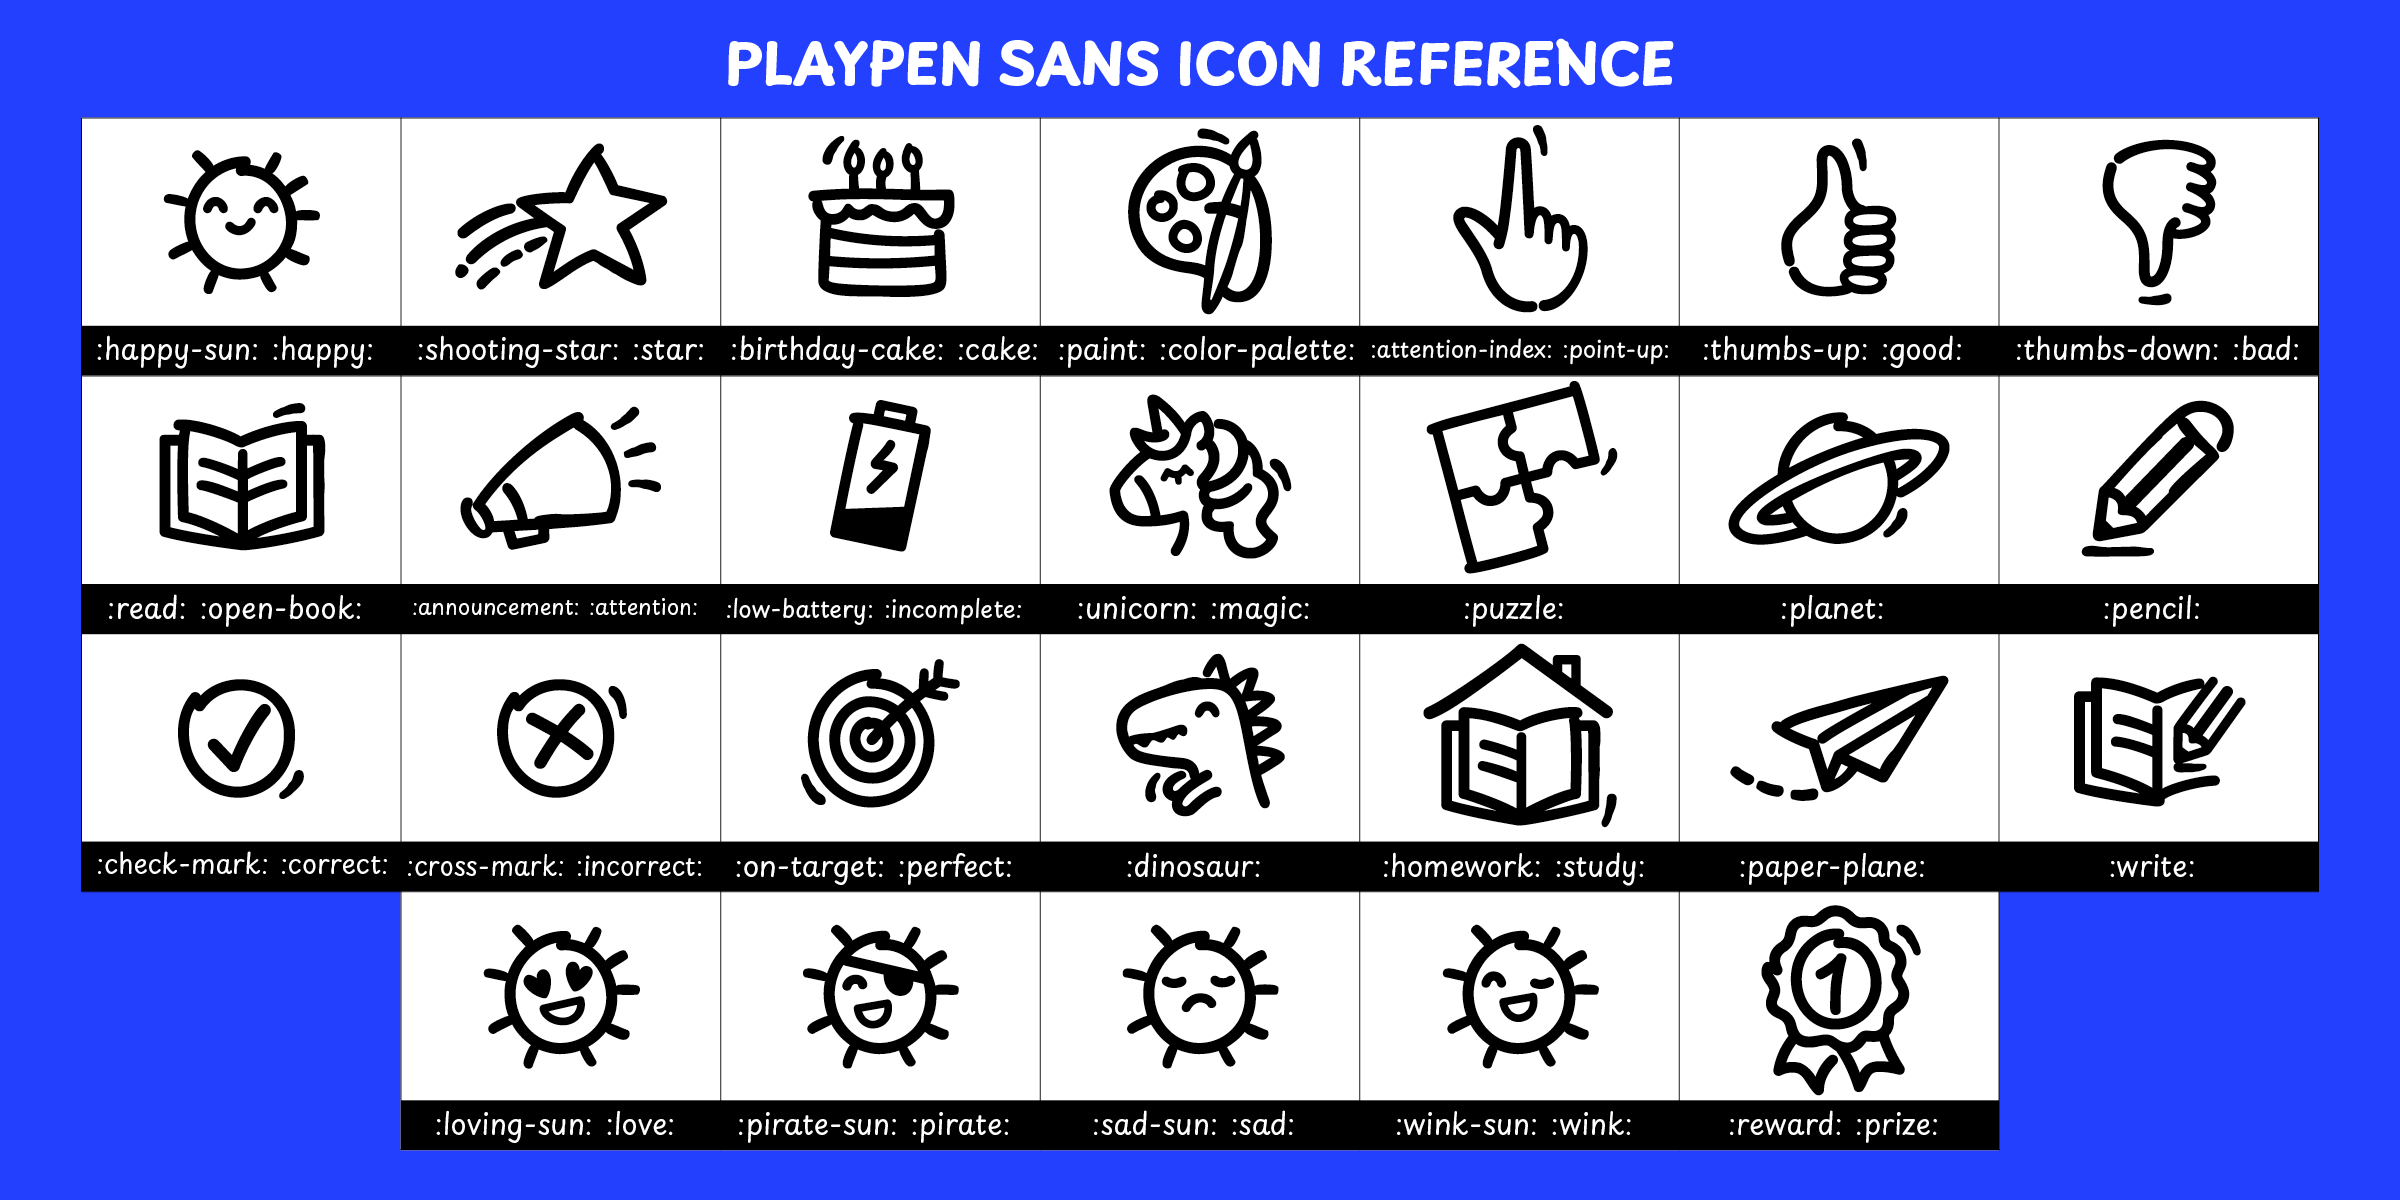 PLAYPEN SANS ICON REFERENCE
:happy-sun: :happy:
:shooting-star: :star:
:birthday-cake: :cake:
:paint: :color-palette:
:attention-index: :point-up:
:thumbs-up: :good:
:thumbs-down: :bad:
:read: :open-book:
:announcement: :attention:
:low-battery: :incomplete:
:unicorn: :magic:
:puzzle:
:planet:
:pencil:
:check-mark: :correct:
:cross-mark: :incorrect:
:on-target: :perfect:
:dinosaur:
:homework: :study:
:paper-plane:
:write:
1
:loving-sun: :love:
:pirate-sun: :pirate:
:sad-sun: :sad:
:wink-sun: :wink:
:reward: :prize: